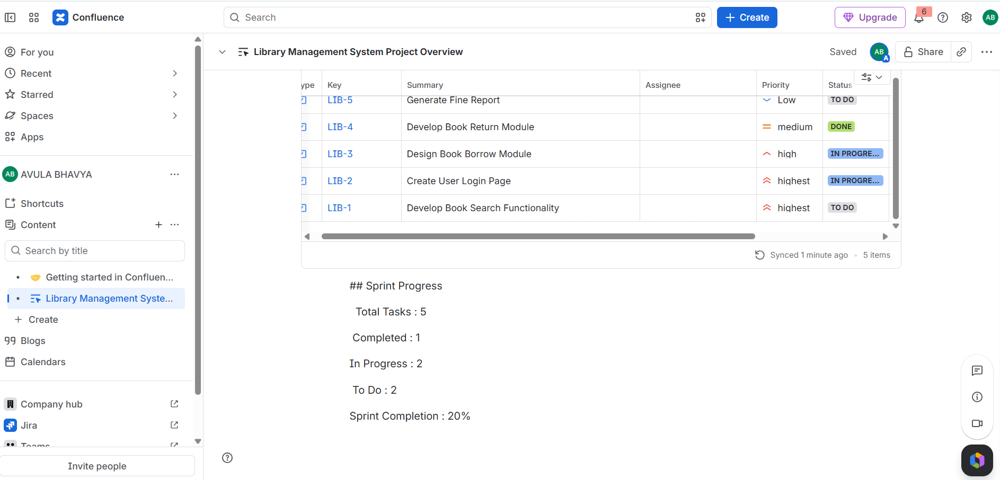 Confluence
Search
Create
Upgrade
6
AB
For you
Recent
Starred
Spaces
Apps
AB AVULA BHAVYA
Shortcuts
Content
Search by title
Getting started in Confluen...
Library Management Syste...
Create
Blogs
Calendars
Company hub
Jira
Teams
Invite people
Library Management System Project Overview
Saved
AB
A
Share
ype Key Summary Assignee Priority Status
LIB-5 Generate Fine Report Low TO DO
LIB-4 Develop Book Return Module medium DONE
LIB-3 Design Book Borrow Module high IN PROGRE...
LIB-2 Create User Login Page highest IN PROGRE...
LIB-1 Develop Book Search Functionality highest TO DO
Synced 1 minute ago • 5 items
## Sprint Progress
Total Tasks : 5
Completed : 1
In Progress : 2
To Do : 2
Sprint Completion : 20%